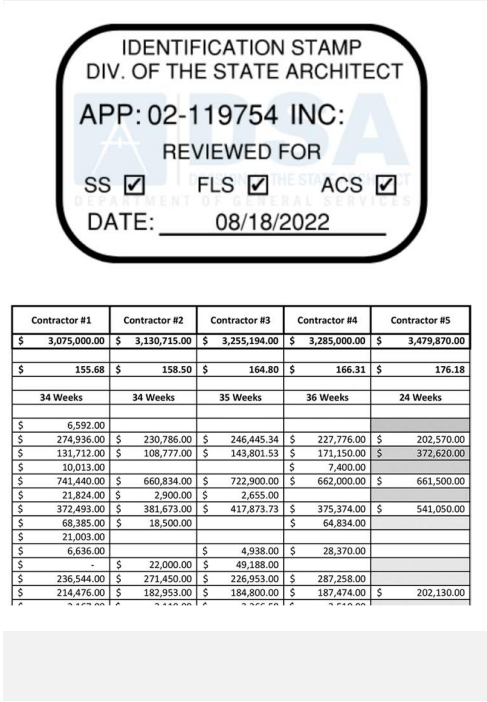 IDENTIFICATION STAMP
DIV. OF THE STATE ARCHITECT
APP: 02-119754 INC:
REVIEWED FOR
SS ☑ FLS ☑ ACS ☑
DATE: 08/18/2022
DSA
DEPARTMENT OF GENERAL SERVICES
Contractor #1 Contractor #2 Contractor #3 Contractor #4 Contractor #5
$ 3,075,000.00 $ 3,130,715.00 $ 3,255,194.00 $ 3,285,000.00 $ 3,479,870.00
$ 155.68 $ 158.50 $ 164.80 $ 166.31 $ 176.18
34 Weeks 34 Weeks 35 Weeks 36 Weeks 24 Weeks
$ 6,592.00
$ 274,936.00 $ 230,786.00 $ 246,445.34 $ 227,776.00 $ 202,570.00
$ 131,712.00 $ 108,777.00 $ 143,801.53 $ 171,150.00 $ 372,620.00
$ 10,013.00 $ 7,400.00
$ 741,440.00 $ 660,834.00 $ 722,900.00 $ 662,000.00 $ 661,500.00
$ 21,824.00 $ 2,900.00 $ 2,655.00
$ 372,493.00 $ 381,673.00 $ 417,873.73 $ 375,374.00 $ 541,050.00
$ 68,385.00 $ 18,500.00 $ 64,834.00
$ 21,003.00
$ 6,636.00 $ 4,938.00 $ 28,370.00
$ - $ 22,000.00 $ 49,188.00
$ 236,544.00 $ 271,450.00 $ 226,953.00 $ 287,258.00
$ 214,476.00 $ 182,953.00 $ 184,800.00 $ 187,474.00 $ 202,130.00